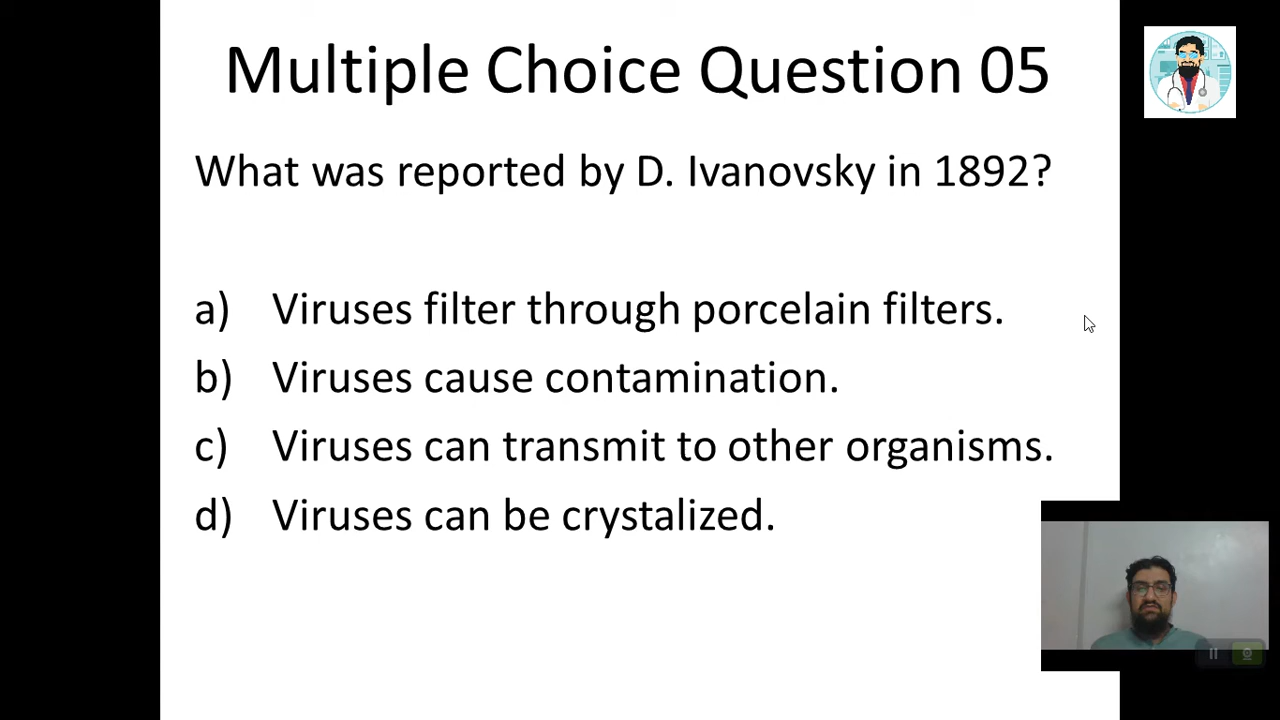 Multiple Choice Question 05
What was reported by D. Ivanovsky in 1892?
a) Viruses filter through porcelain filters.
b) Viruses cause contamination.
c) Viruses can transmit to other organisms.
d) Viruses can be crystalized.